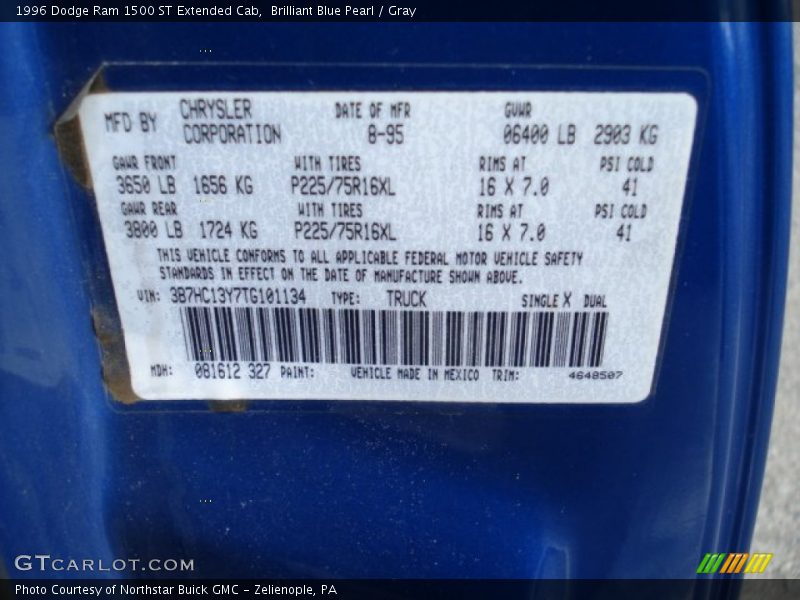 1996 Dodge Ram 1500 ST Extended Cab,  Brilliant Blue Pearl / Gray
MFD BY CHRYSLER CORPORATION DATE OF MFR 8-95 GVWR 06400 LB 2903 KG
GAWR FRONT WITH TIRES RIMS AT PSI COLD
3650 LB 1656 KG P225/75R16XL 16 X 7.0 41
GAWR REAR WITH TIRES RIMS AT PSI COLD
3800 LB 1724 KG P225/75R16XL 16 X 7.0 41
THIS VEHICLE CONFORMS TO ALL APPLICABLE FEDERAL MOTOR VEHICLE SAFETY
STANDARDS IN EFFECT ON THE DATE OF MANUFACTURE SHOWN ABOVE.
VIN: 3B7HC13Y7TG101134 TYPE: TRUCK SINGLE X DUAL
MDH: 081612 327 PAINT: VEHICLE MADE IN MEXICO TRIM: 4648507
GTCARLOT.COM
Photo Courtesy of Northstar Buick GMC - Zelienople, PA